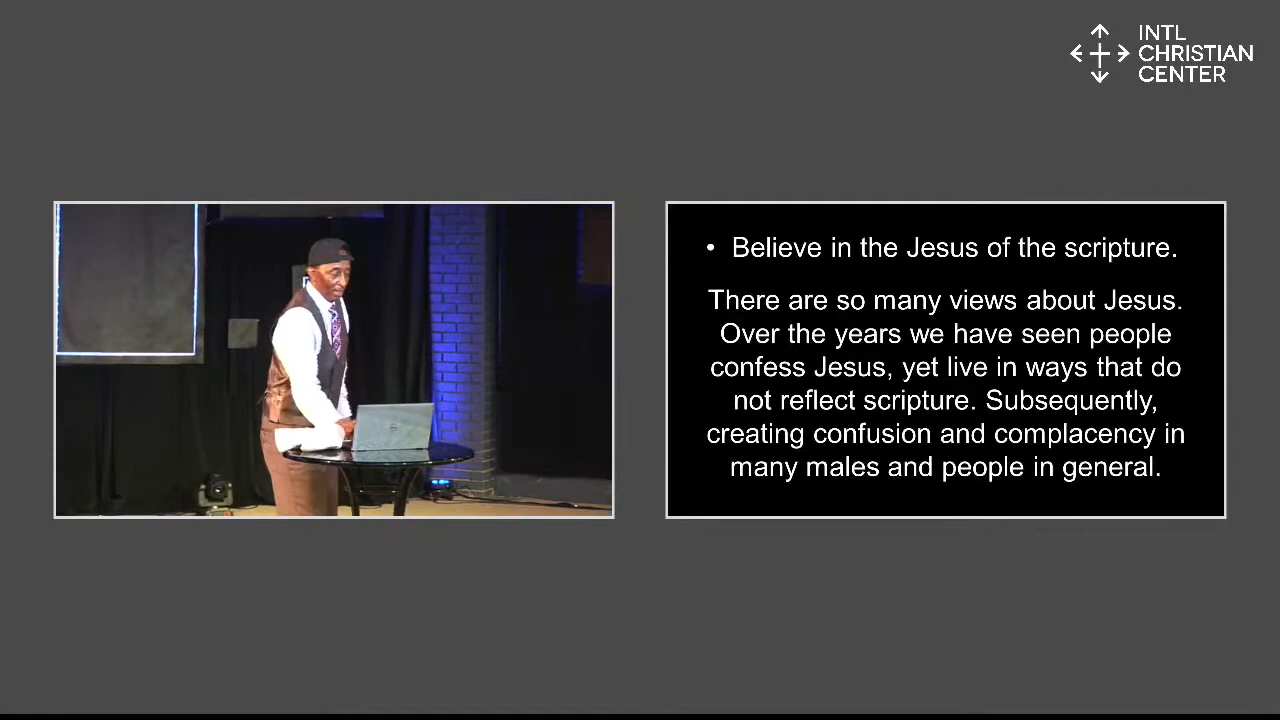 INTL
CHRISTIAN
CENTER
• Believe in the Jesus of the scripture.
There are so many views about Jesus.
Over the years we have seen people
confess Jesus, yet live in ways that do
not reflect scripture. Subsequently,
creating confusion and complacency in
many males and people in general.